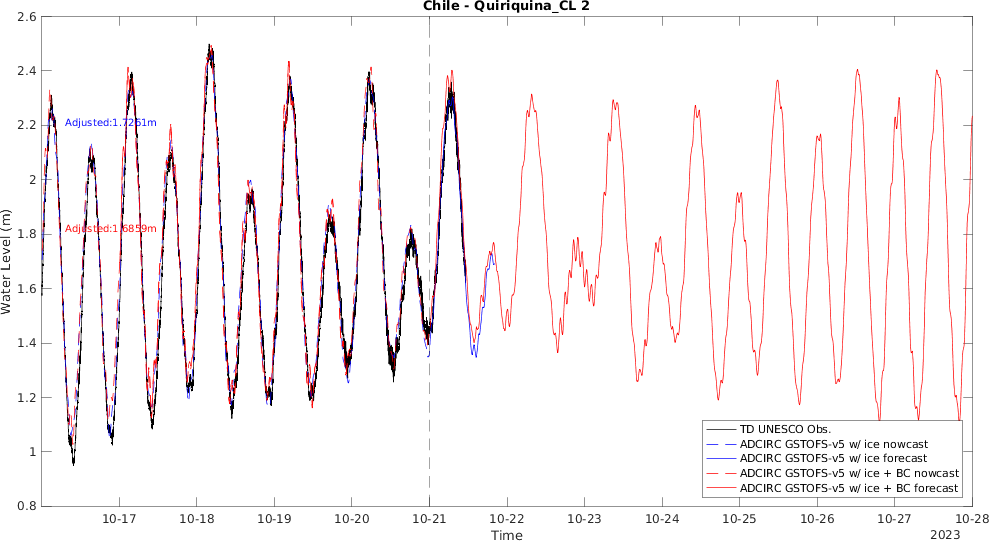 Chile - Quiriquina_CL 2
2.6
2.4
2.2
2
1.8
1.6
1.4
1.2
1
0.8
Water Level (m)
Adjusted:1.7261m
Adjusted:1.6859m
TD UNESCO Obs.
ADCIRC GSTOFS-v5 w/ ice nowcast
ADCIRC GSTOFS-v5 w/ ice forecast
ADCIRC GSTOFS-v5 w/ ice + BC nowcast
ADCIRC GSTOFS-v5 w/ ice + BC forecast
10-17 10-18 10-19 10-20 10-21 10-22 10-23 10-24 10-25 10-26 10-27 10-28
Time
2023